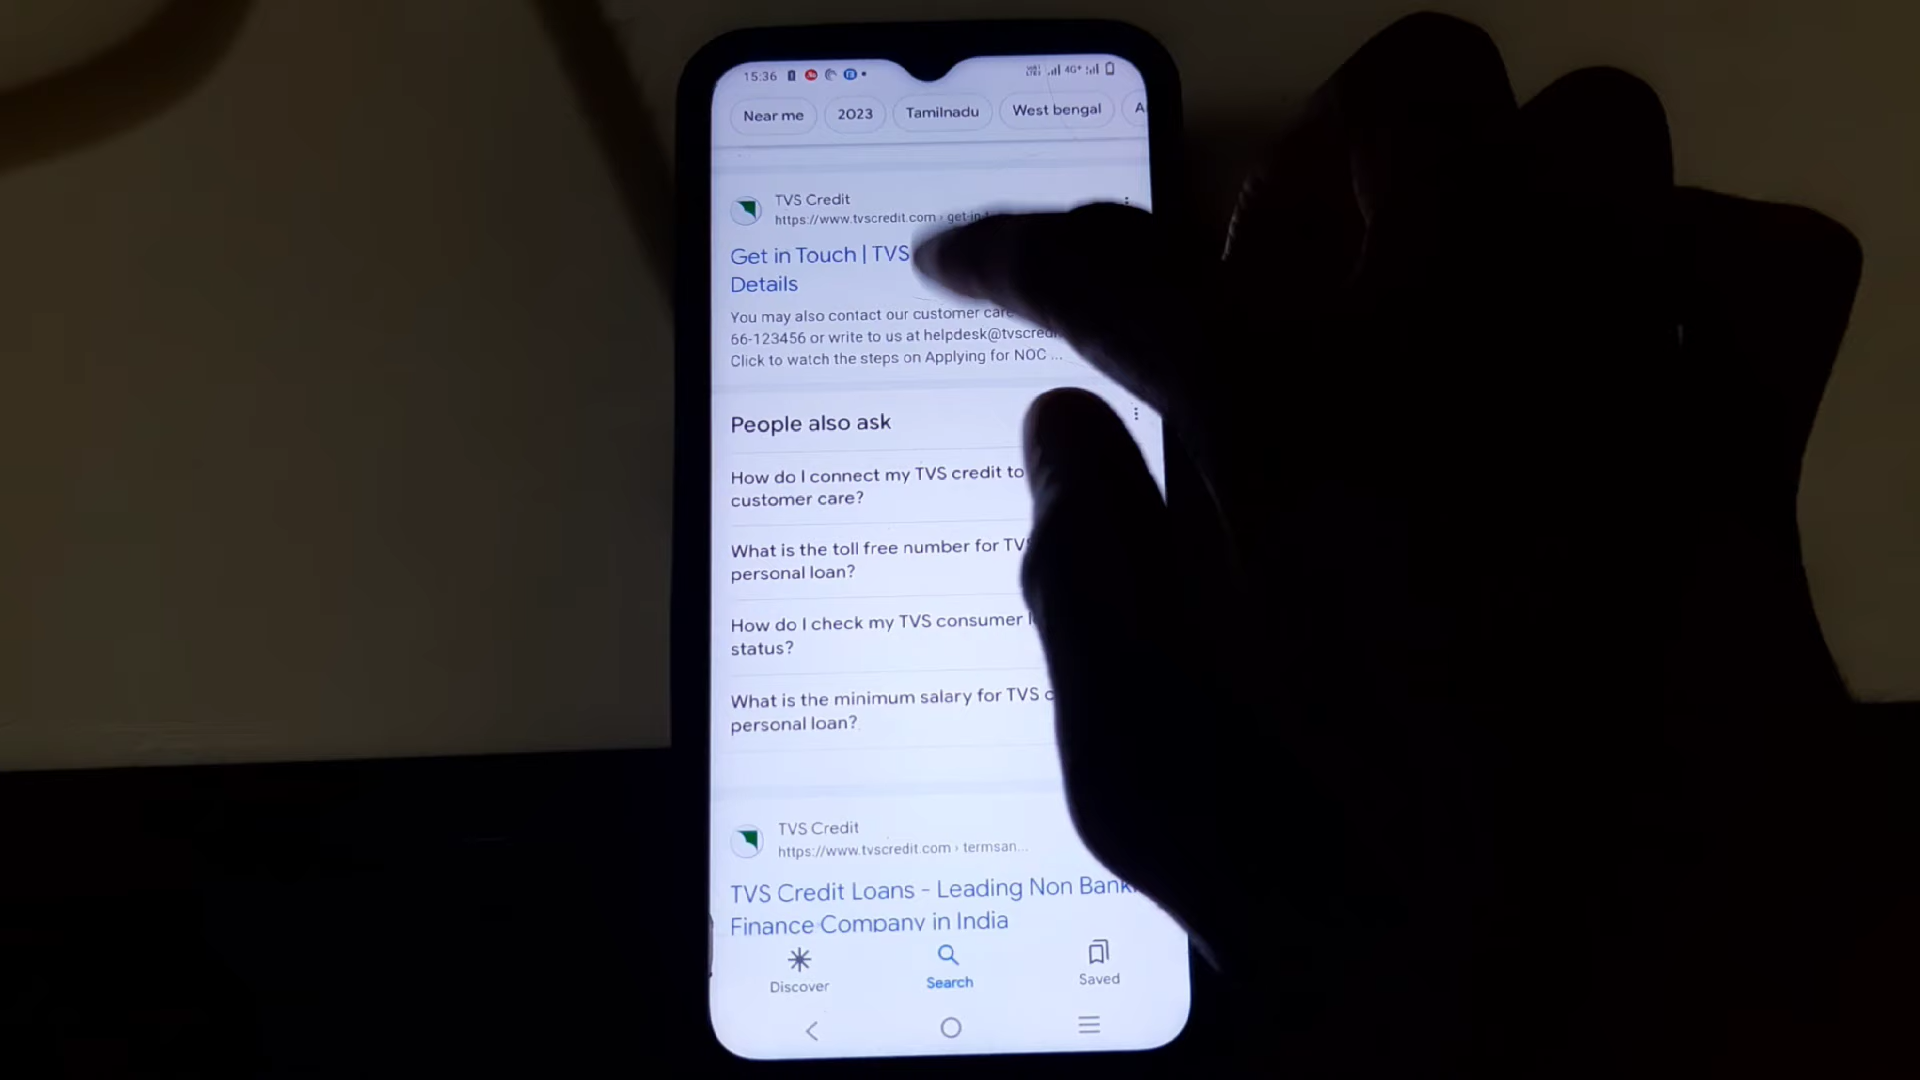 15:36
4G+
Near me 2023 Tamilnadu West bengal A
TVS Credit
https://www.tvscredit.com › get-in-t
Get in Touch | TVS
Details
You may also contact our customer care
66-123456 or write to us at helpdesk@tvscred
Click to watch the steps on Applying for NOC ...
People also ask
How do I connect my TVS credit to
customer care?
What is the toll free number for TVS
personal loan?
How do I check my TVS consumer
status?
What is the minimum salary for TVS c
personal loan?
TVS Credit
https://www.tvscredit.com › termsan...
TVS Credit Loans - Leading Non Bank
Finance Company in India
Discover Search Saved